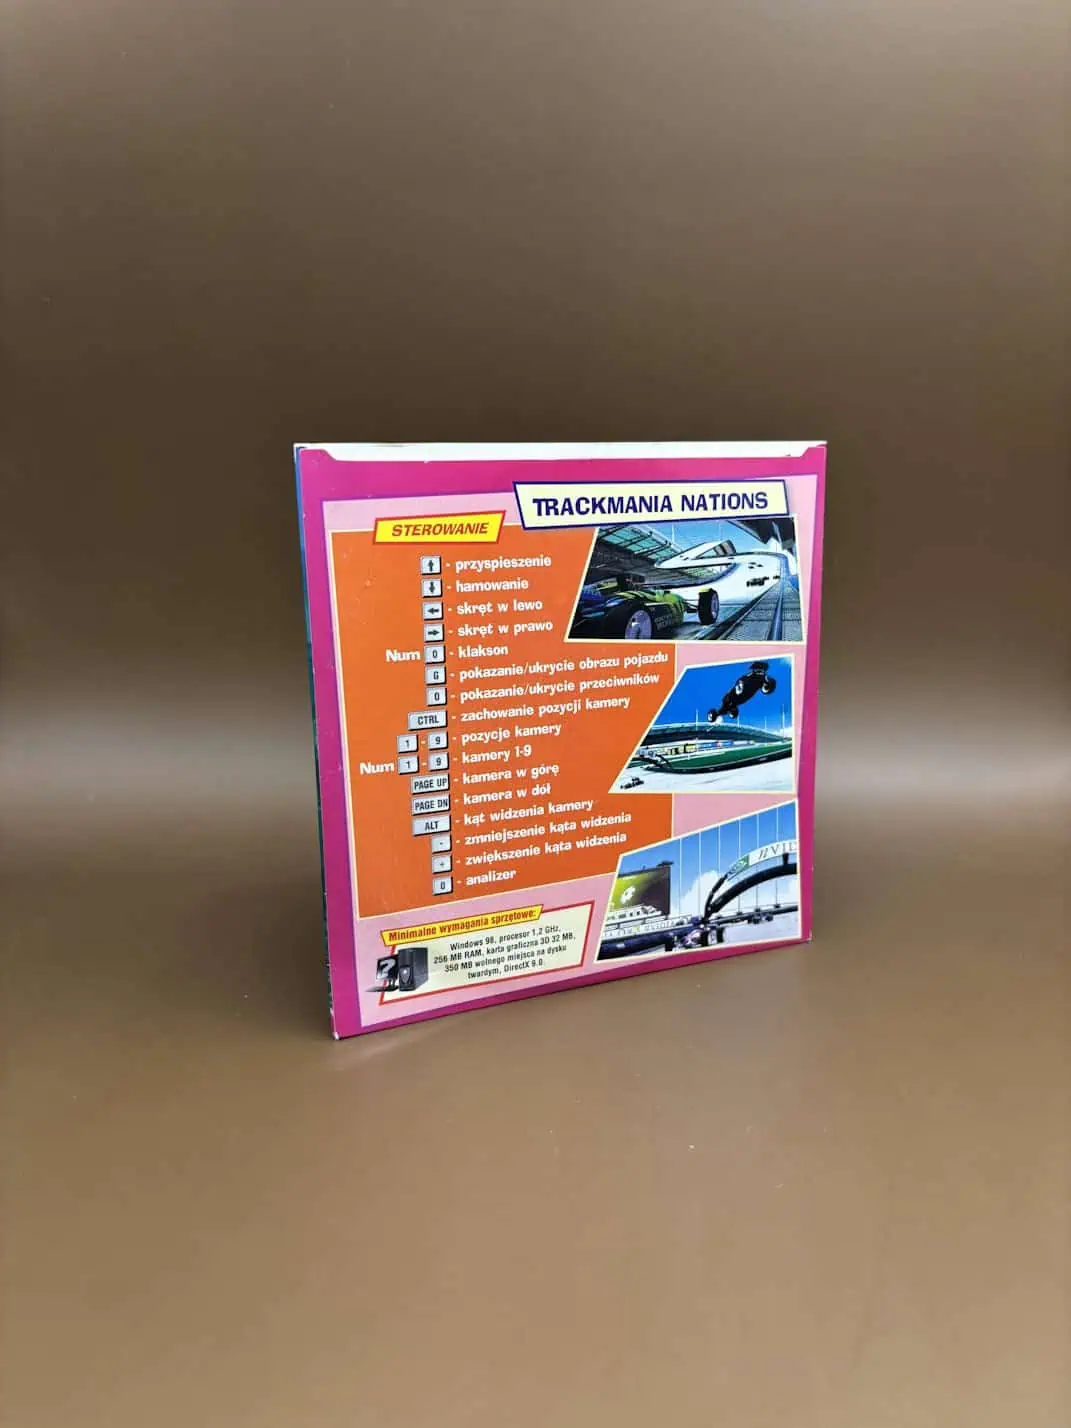 TRACKMANIA NATIONS
STEROWANIE
↑ - przyspieszenie
↓ - hamowanie
← - skręt w lewo
→ - skręt w prawo
Num 0 - klakson
G - pokazanie/ukrycie obrazu pojazdu
O - pokazanie/ukrycie przeciwników
CTRL - zachowanie pozycji kamery
1 - 9 - pozycje kamery
Num 1 - 9 - kamery 1-9
PAGE UP - kamera w górę
PAGE DN - kamera w dół
ALT - kąt widzenia kamery
- - zmniejszenie kąta widzenia
+ - zwiększenie kąta widzenia
0 - analizer
Minimalne wymagania sprzętowe:
Windows 98, procesor 1,2 GHz,
256 MB RAM, karta graficzna 3D 32 MB,
350 MB wolnego miejsca na dysku
twardym, DirectX 9.0.
?